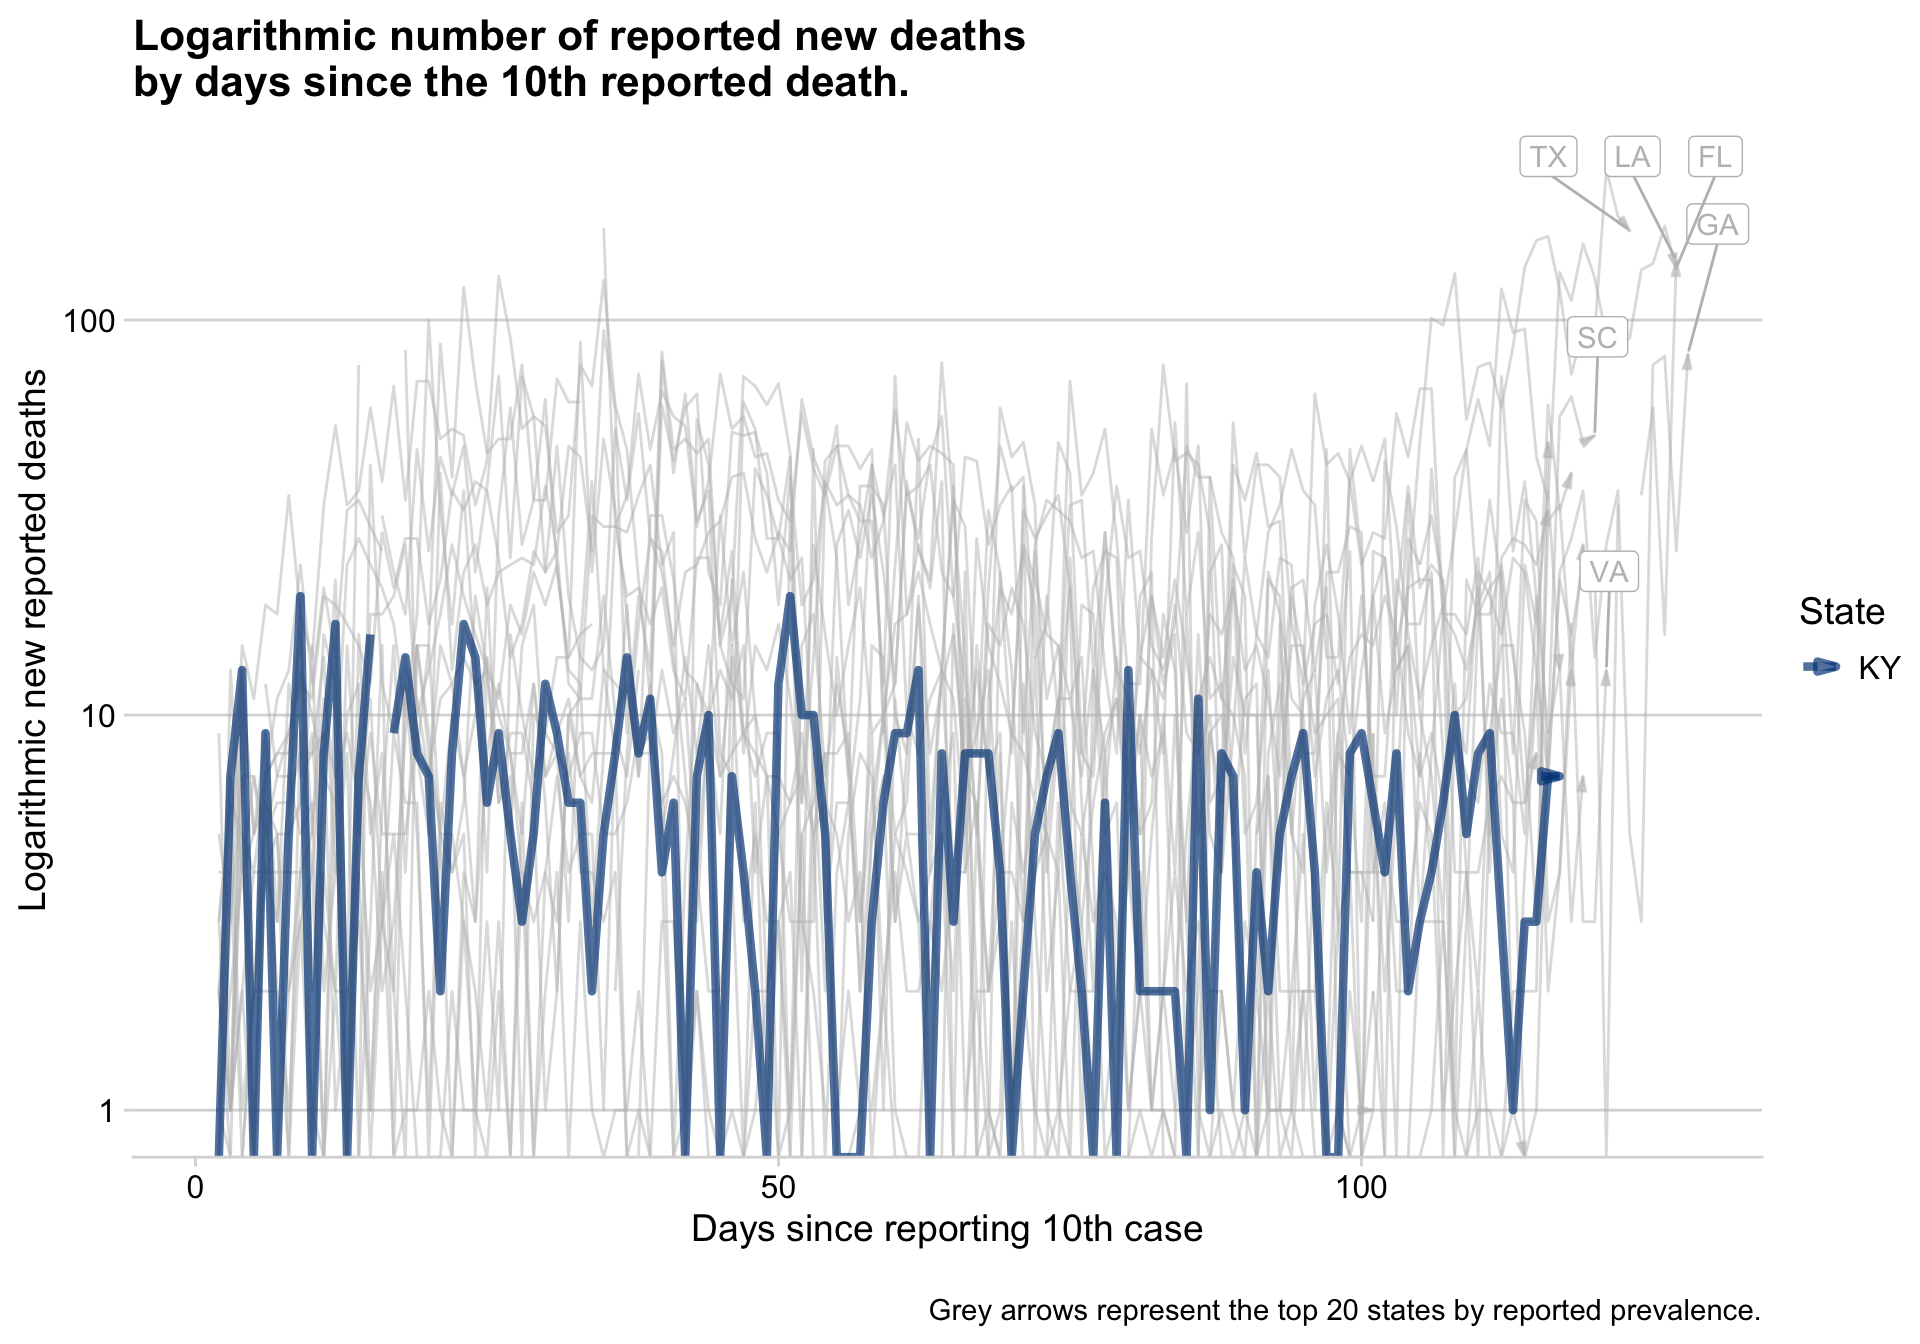 Logarithmic number of reported new deaths
by days since the 10th reported death.
TX
LA
FL
GA
SC
VA
Logarithmic new reported deaths
100
10
1
0
50
100
Days since reporting 10th case
State
KY
Grey arrows represent the top 20 states by reported prevalence.